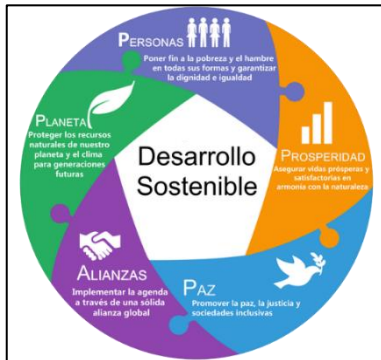 PERSONAS
Poner fin a la pobreza y el hambre
en todas sus formas y garantizar
la dignidad e igualdad
PLANETA
Proteger los recursos
naturales de nuestro
planeta y el clima
para generaciones
futuras
Desarrollo
Sostenible
PROSPERIDAD
Asegurar vidas prósperas y
satisfactorias en
armonía con la naturaleza
ALIANZAS
Implementar la agenda
a través de una sólida
alianza global
PAZ
Promover la paz, la justicia y
sociedades inclusivas